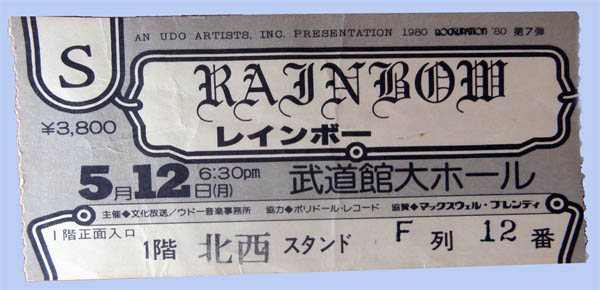 S
AN UDO ARTISTS, INC. PRESENTATION 1980 ROCKUPATION '80 第7弾
RAINBOW
¥3,800
レインボー
5月12日(月) 6:30pm 武道館大ホール
主催◆文化放送/ウドー音楽事務所 協力◆ポリドール・レコード 協賛◆マックスウェル・プレンティ
1階正面入口
1階 北西 スタンド F 列 12 番